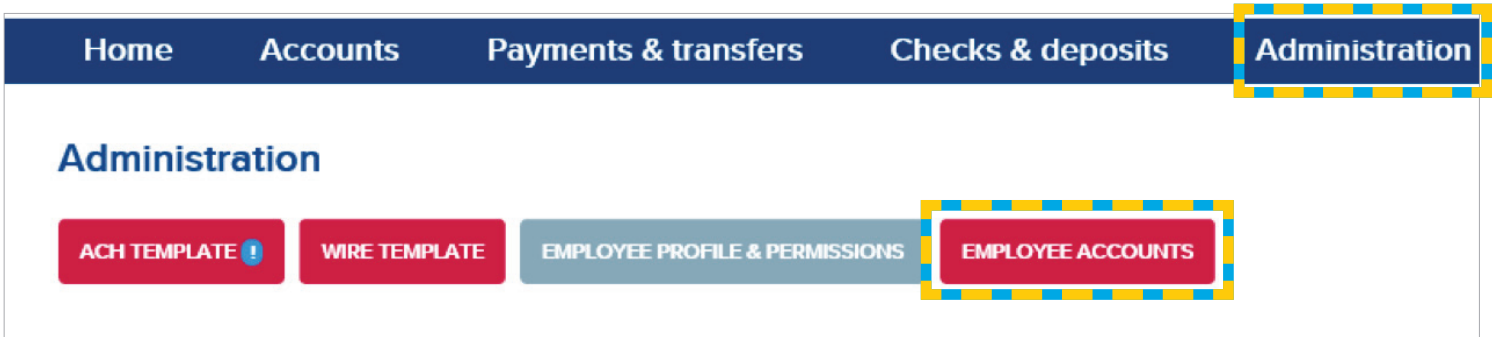 Home Accounts Payments & transfers Checks & deposits Administration
Administration
ACH TEMPLATE ! WIRE TEMPLATE EMPLOYEE PROFILE & PERMISSIONS EMPLOYEE ACCOUNTS